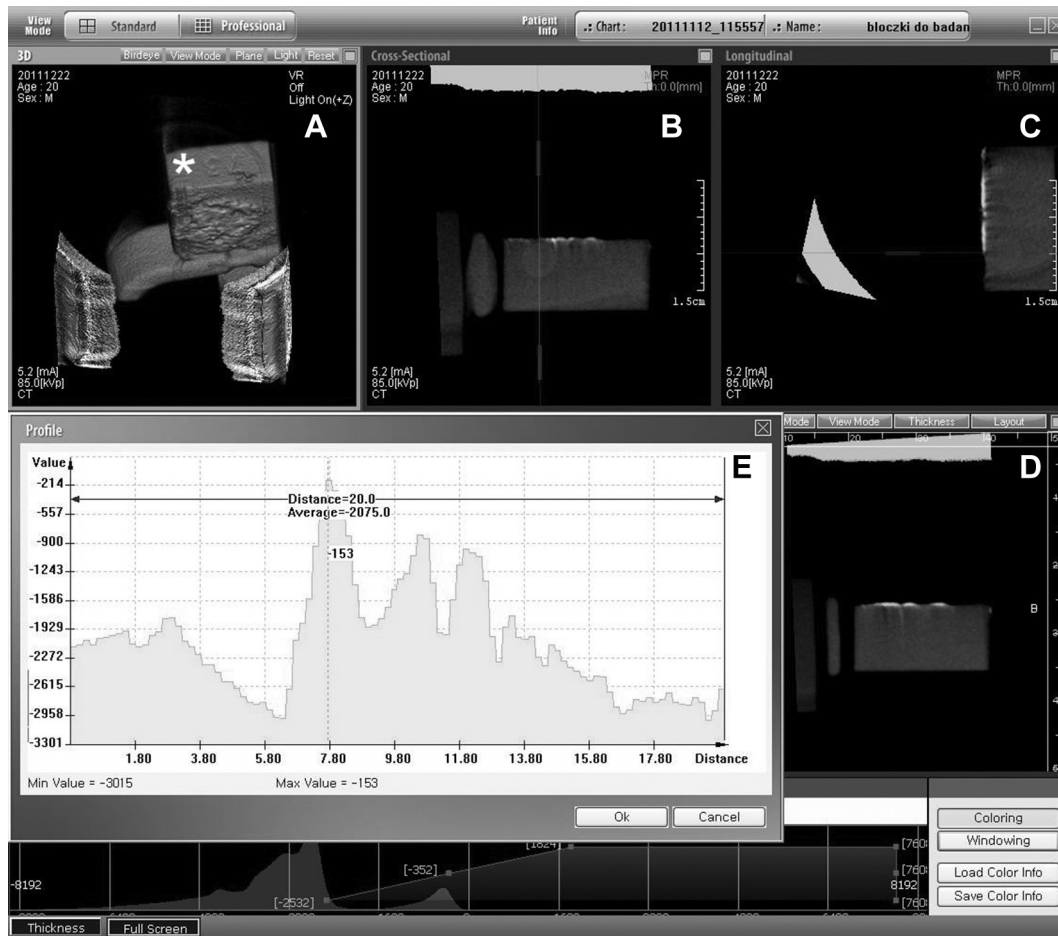 View Mode
Standard
Professional
Patient Info
.: Chart :
20111112_115557
.: Name :
bloczki do badan
3D
Birdeye
View Mode
Plane
Light
Reset
20111222
Age : 20
Sex : M
VR
Off
Light On(+Z)
A
*
5.2 [mA]
85.0[kVp]
CT
Cross-Sectional
20111222
Age : 20
Sex : M
MPR
Th:0.0[mm]
B
1.5cm
5.2 [mA]
85.0[kVp]
CT
Longitudinal
20111222
Age : 20
Sex : M
MPR
Th:0.0[mm]
C
1.5cm
5.2 [mA]
85.0[kVp]
CT
Profile
E
Value
-214
-557
-900
-1243
-1586
-1929
-2272
-2615
-2958
-3301
Distance=20.0
Average=-2075.0
-153
1.80 3.80 5.80 7.80 9.80 11.80 13.80 15.80 17.80 Distance
Min Value = -3015
Max Value = -153
Ok
Cancel
Mode
View Mode
Thickness
Layout
20
D
B
-8192
[-2532]
[-352]
[1824]
8192
Coloring
Windowing
Load Color Info
Save Color Info
Thickness
Full Screen